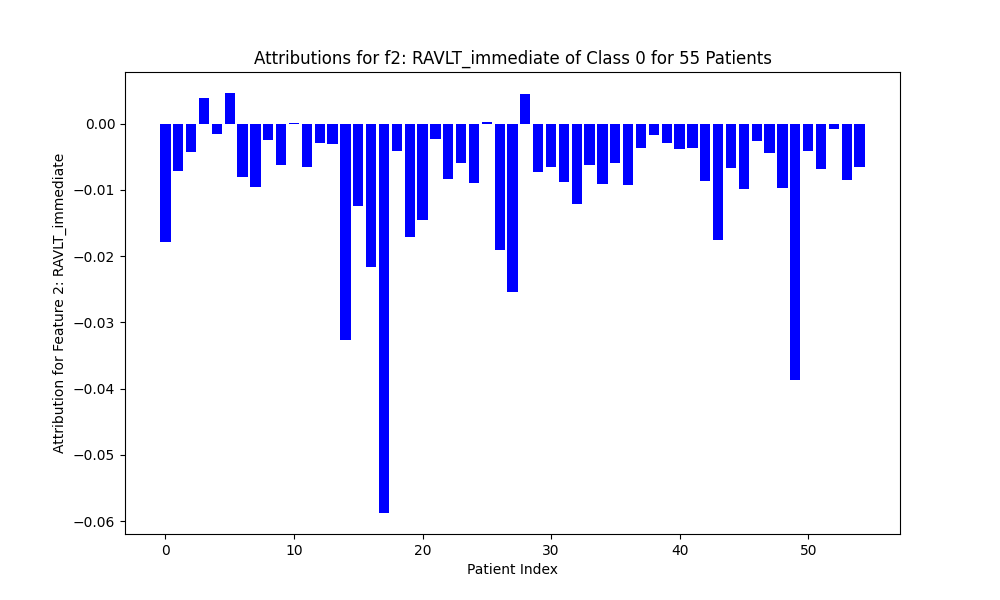 Attributions for f2: RAVLT_immediate of Class 0 for 55 Patients
Attribution for Feature 2: RAVLT_immediate
0.00
−0.01
−0.02
−0.03
−0.04
−0.05
−0.06
0 10 20 30 40 50
Patient Index